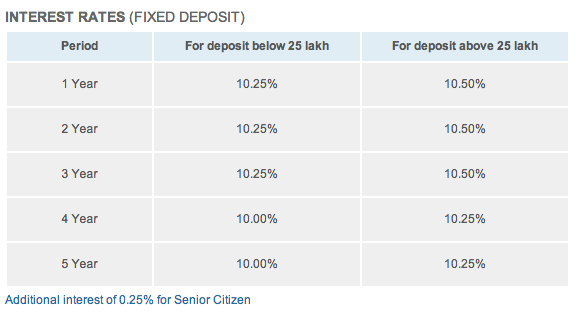 INTEREST RATES (FIXED DEPOSIT)
Period For deposit below 25 lakh For deposit above 25 lakh
1 Year 10.25% 10.50%
2 Year 10.25% 10.50%
3 Year 10.25% 10.50%
4 Year 10.00% 10.25%
5 Year 10.00% 10.25%
Additional interest of 0.25% for Senior Citizen